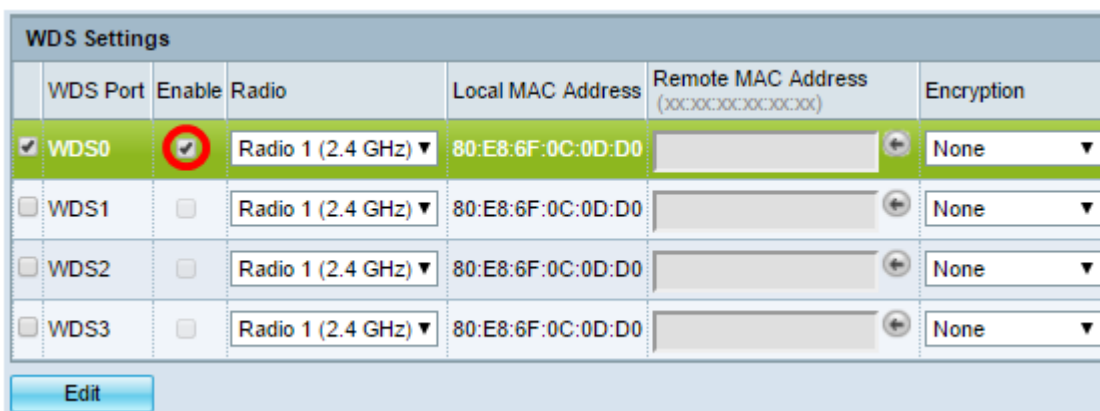 WDS Settings
WDS Port Enable Radio Local MAC Address Remote MAC Address (xx:xx:xx:xx:xx:xx) Encryption
WDS0 Radio 1 (2.4 GHz) 80:E8:6F:0C:0D:D0 None
WDS1 Radio 1 (2.4 GHz) 80:E8:6F:0C:0D:D0 None
WDS2 Radio 1 (2.4 GHz) 80:E8:6F:0C:0D:D0 None
WDS3 Radio 1 (2.4 GHz) 80:E8:6F:0C:0D:D0 None
Edit